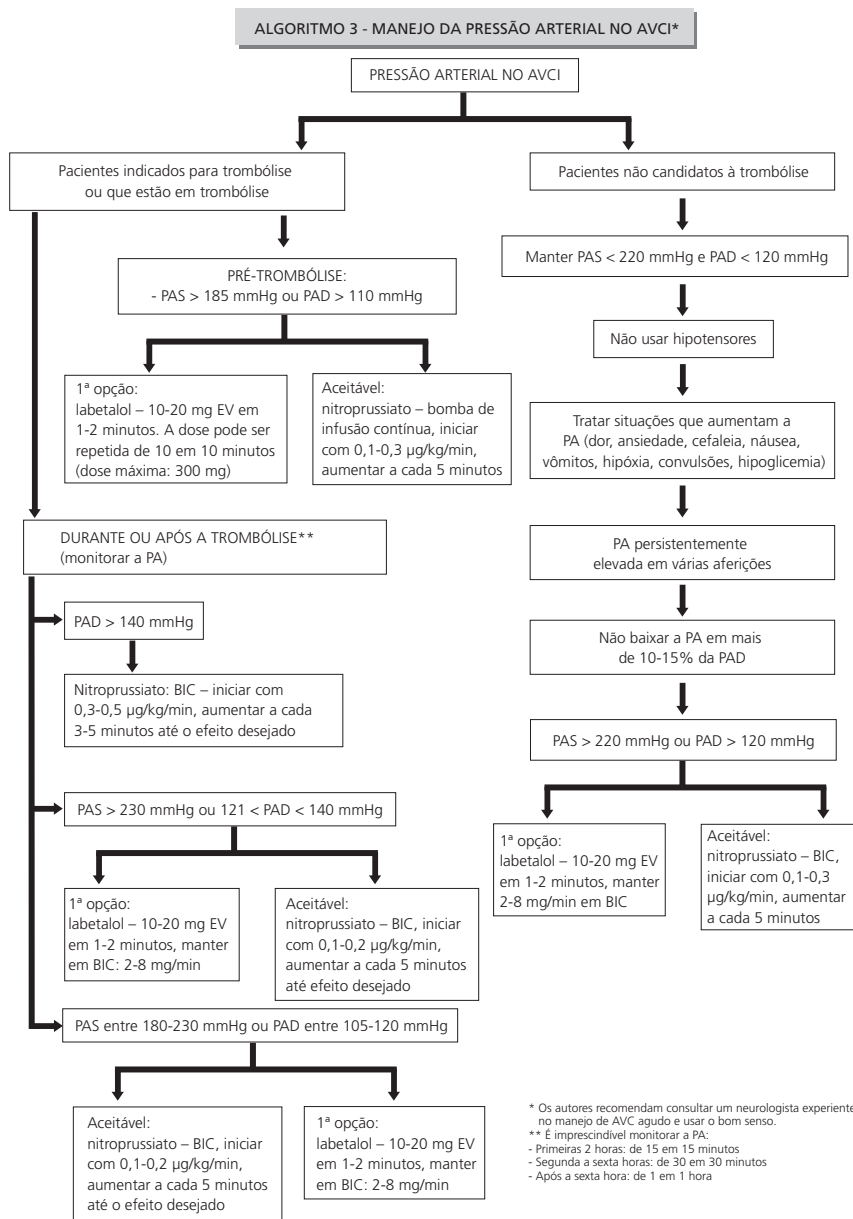 ALGORITMO 3 - MANEJO DA PRESSÃO ARTERIAL NO AVCI*
PRESSÃO ARTERIAL NO AVCI
Pacientes indicados para trombólise
ou que estão em trombólise
PRÉ-TROMBÓLISE:
- PAS > 185 mmHg ou PAD > 110 mmHg
1ª opção:
labetalol – 10-20 mg EV em
1-2 minutos. A dose pode ser
repetida de 10 em 10 minutos
(dose máxima: 300 mg)
Aceitável:
nitroprussiato – bomba de
infusão contínua, iniciar
com 0,1-0,3 µg/kg/min,
aumentar a cada 5 minutos
DURANTE OU APÓS A TROMBÓLISE**
(monitorar a PA)
PAD > 140 mmHg
Nitroprussiato: BIC – iniciar com
0,3-0,5 µg/kg/min, aumentar a cada
3-5 minutos até o efeito desejado
PAS > 230 mmHg ou 121 < PAD < 140 mmHg
1ª opção:
labetalol – 10-20 mg EV
em 1-2 minutos, manter
em BIC: 2-8 mg/min
Aceitável:
nitroprussiato – BIC, iniciar
com 0,1-0,2 µg/kg/min,
aumentar a cada 5 minutos
até efeito desejado
PAS entre 180-230 mmHg ou PAD entre 105-120 mmHg
Aceitável:
nitroprussiato – BIC, iniciar
com 0,1-0,2 µg/kg/min,
aumentar a cada 5 minutos
até o efeito desejado
1ª opção:
labetalol – 10-20 mg EV
em 1-2 minutos, manter
em BIC: 2-8 mg/min
Pacientes não candidatos à trombólise
Manter PAS < 220 mmHg e PAD < 120 mmHg
Não usar hipotensores
Tratar situações que aumentam a
PA (dor, ansiedade, cefaleia, náusea,
vômitos, hipóxia, convulsões, hipoglicemia)
PA persistentemente
elevada em várias aferições
Não baixar a PA em mais
de 10-15% da PAD
PAS > 220 mmHg ou PAD > 120 mmHg
1ª opção:
labetalol – 10-20 mg EV
em 1-2 minutos, manter
2-8 mg/min em BIC
Aceitável:
nitroprussiato – BIC,
iniciar com 0,1-0,3
µg/kg/min, aumentar
a cada 5 minutos
* Os autores recomendam consultar um neurologista experiente
no manejo de AVC agudo e usar o bom senso.
** É imprescindível monitorar a PA:
- Primeiras 2 horas: de 15 em 15 minutos
- Segunda a sexta horas: de 30 em 30 minutos
- Após a sexta hora: de 1 em 1 hora